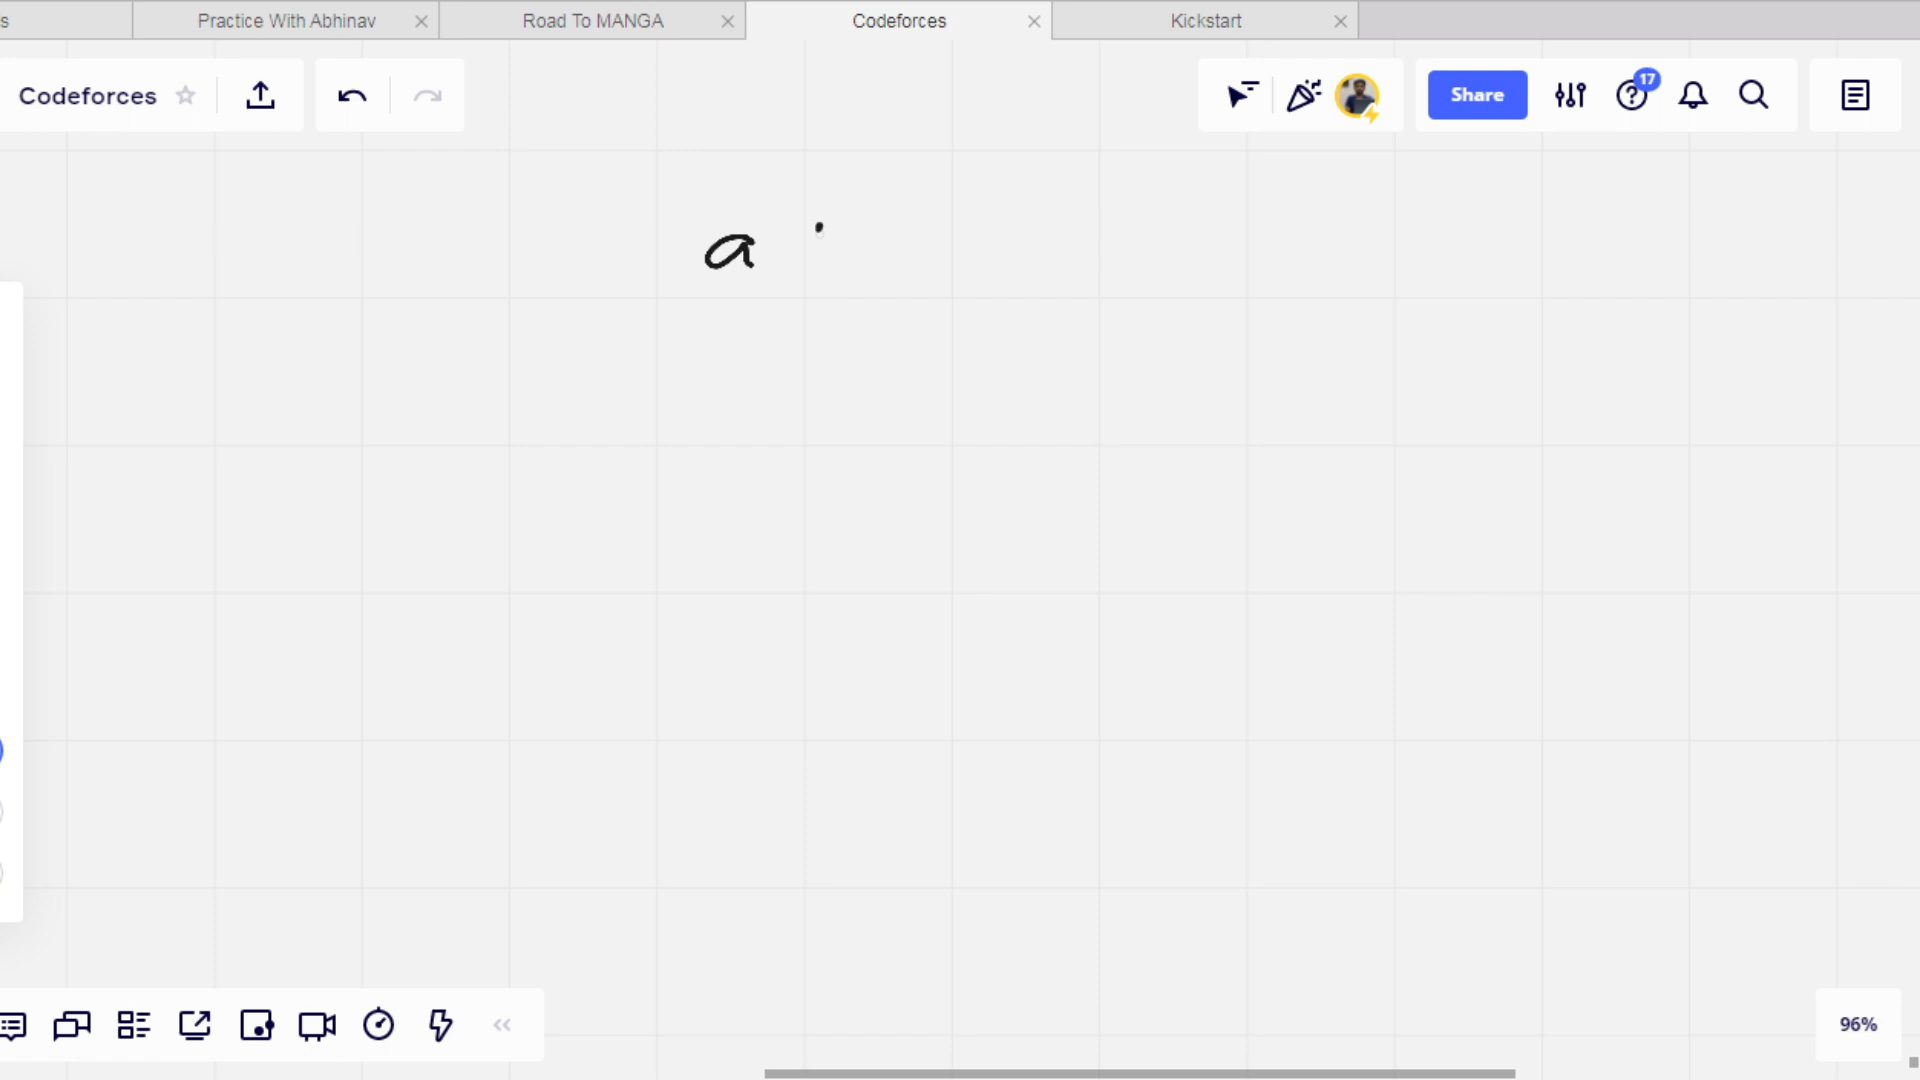 s Practice With Abhinav Road To MANGA Codeforces Kickstart
Codeforces Share 17
a
96%